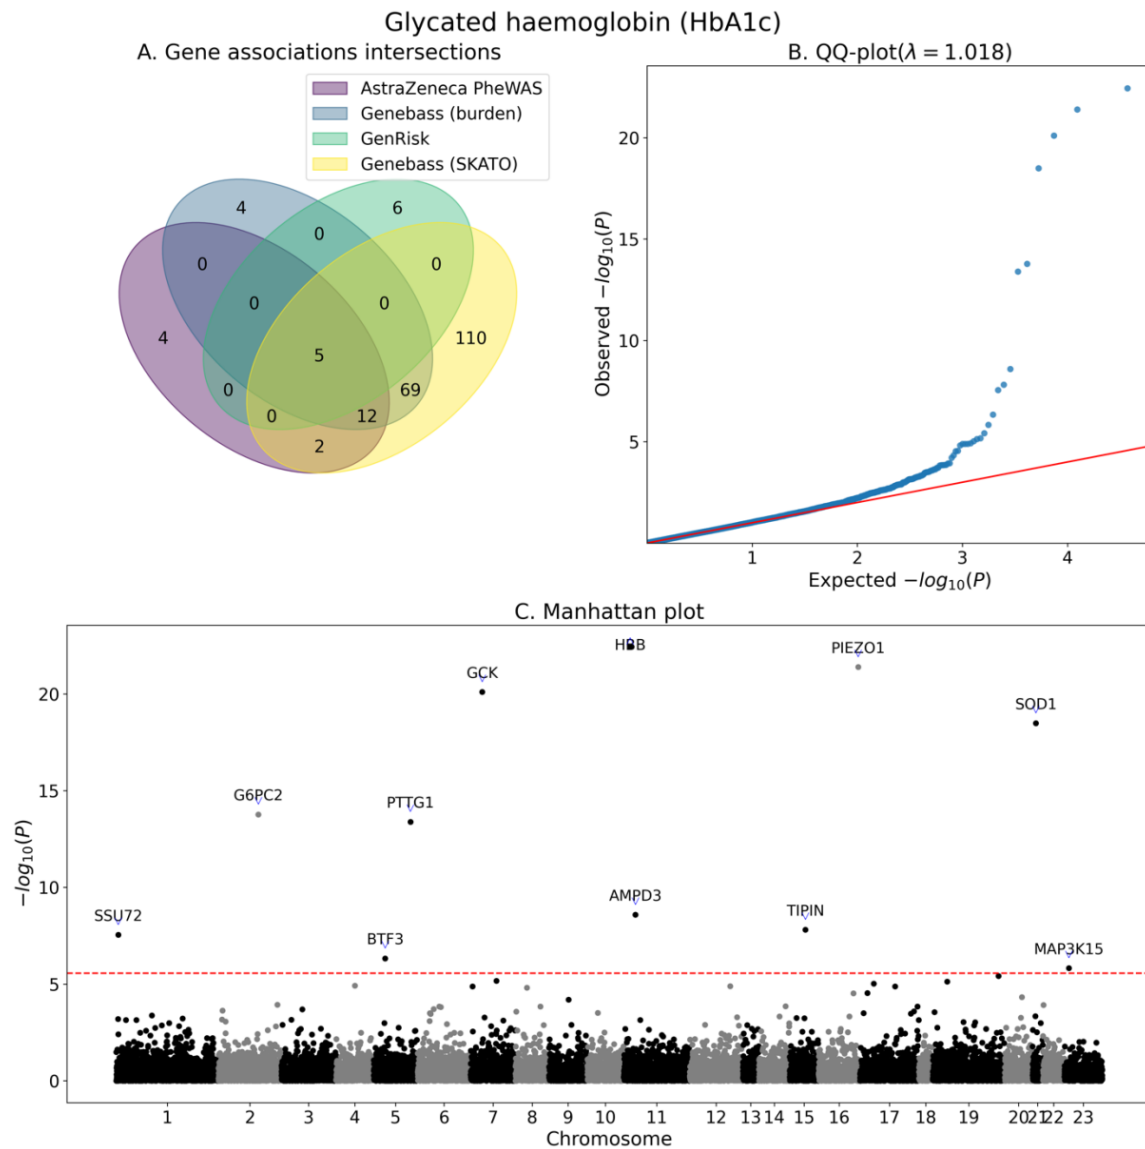 Glycated haemoglobin (HbA1c)
A. Gene associations intersections
AstraZeneca PheWAS
Genebass (burden)
GenRisk
Genebass (SKATO)
4
6
0
0
0
0
0
4
5
110
0
69
0
12
2
B. QQ-plot(λ = 1.018)
Observed −log₁₀(P)
20
15
10
5
1
2
3
4
Expected −log₁₀(P)
C. Manhattan plot
−log₁₀(P)
20
15
10
5
0
HBB
PIEZO1
GCK
SOD1
G6PC2
PTTG1
AMPD3
SSU72
TIPIN
BTF3
MAP3K15
1
2
3
4
5
6
7
8
9
10
11
12
13
14
15
16
17
18
19
20
21
22
23
Chromosome